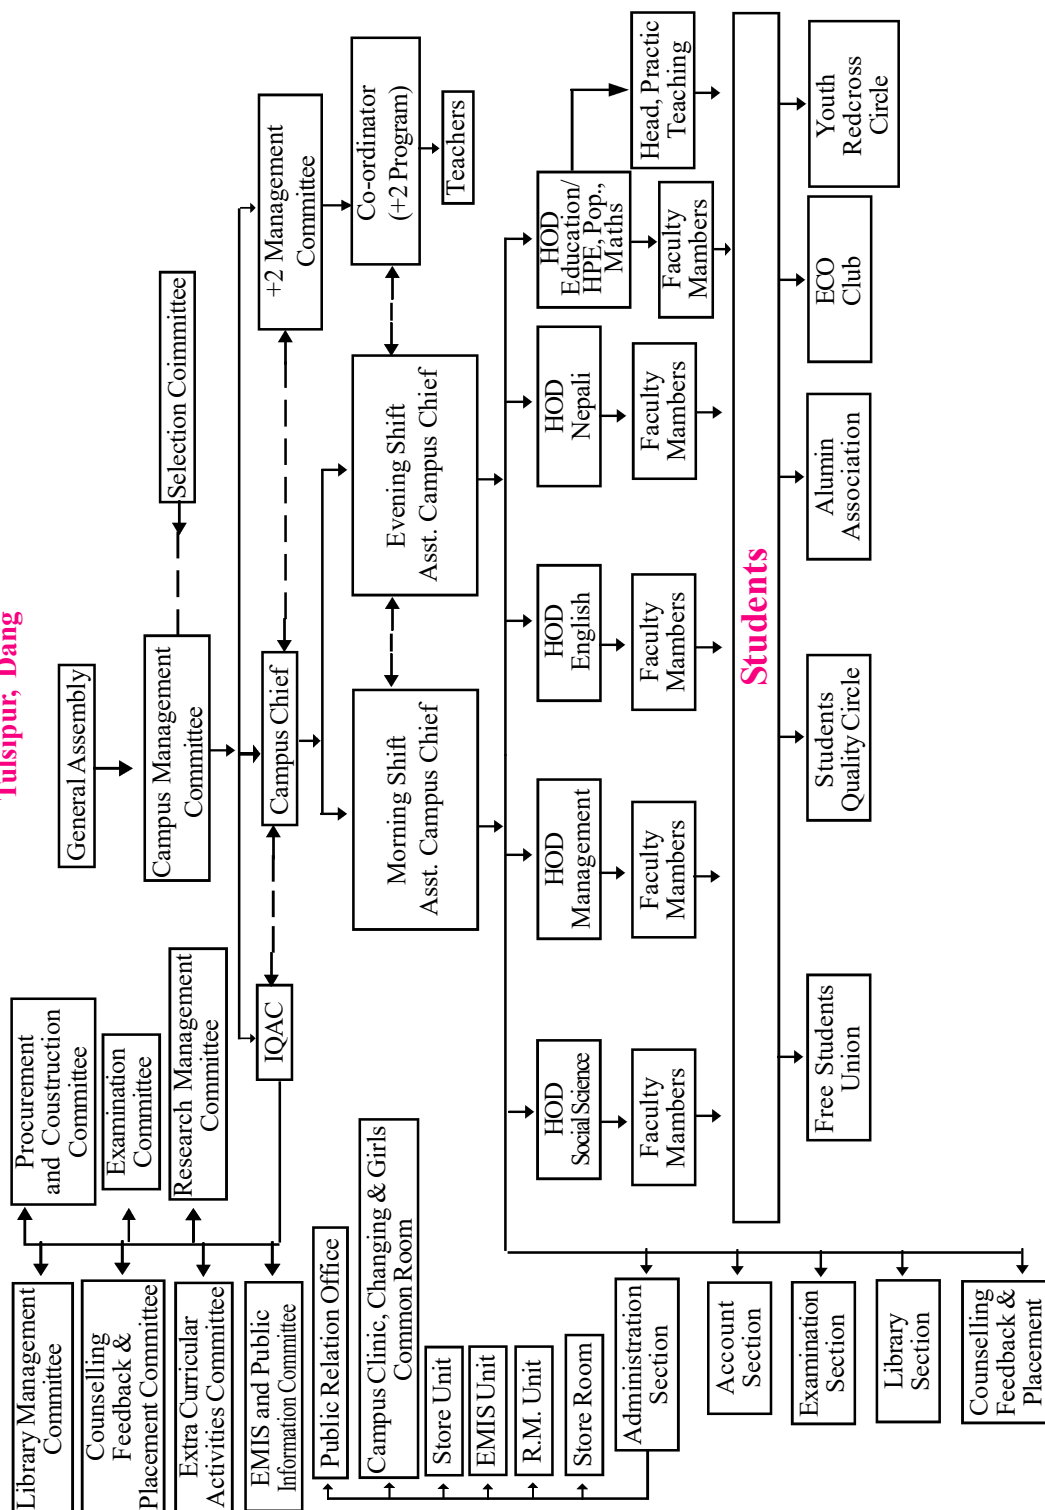 Tulsipur, Dang
General Assembly
Campus Management
Committee
Selection Coimmittee
Campus Chief
IQAC
+2 Management
Committee
Co-ordinator
(+2 Program)
Teachers
Procurement
and Coustruction
Committee
Examination
Committee
Research Management
Committee
Library Management
Committee
Counselling
Feedback &
Placement Committee
Extra Curricular
Activities Committee
EMIS and Public
Information Committee
Morning Shift
Asst. Campus Chief
Evening Shift
Asst. Campus Chief
HOD
Social Science
HOD
Management
HOD
English
HOD
Nepali
HOD
Education/
HPE, Pop.,
Maths
Head, Practic
Teaching
Faculty
Mambers
Faculty
Mambers
Faculty
Mambers
Faculty
Mambers
Faculty
Mambers
Students
Free Students
Union
Students
Quality Circle
Alumin
Association
ECO
Club
Youth
Redcross
Circle
Public Relation Office
Campus Clinic, Changing & Girls
Common Room
Store Unit
EMIS Unit
R.M. Unit
Store Room
Administration
Section
Account
Section
Examination
Section
Library
Section
Counselling
Feedback &
Placement